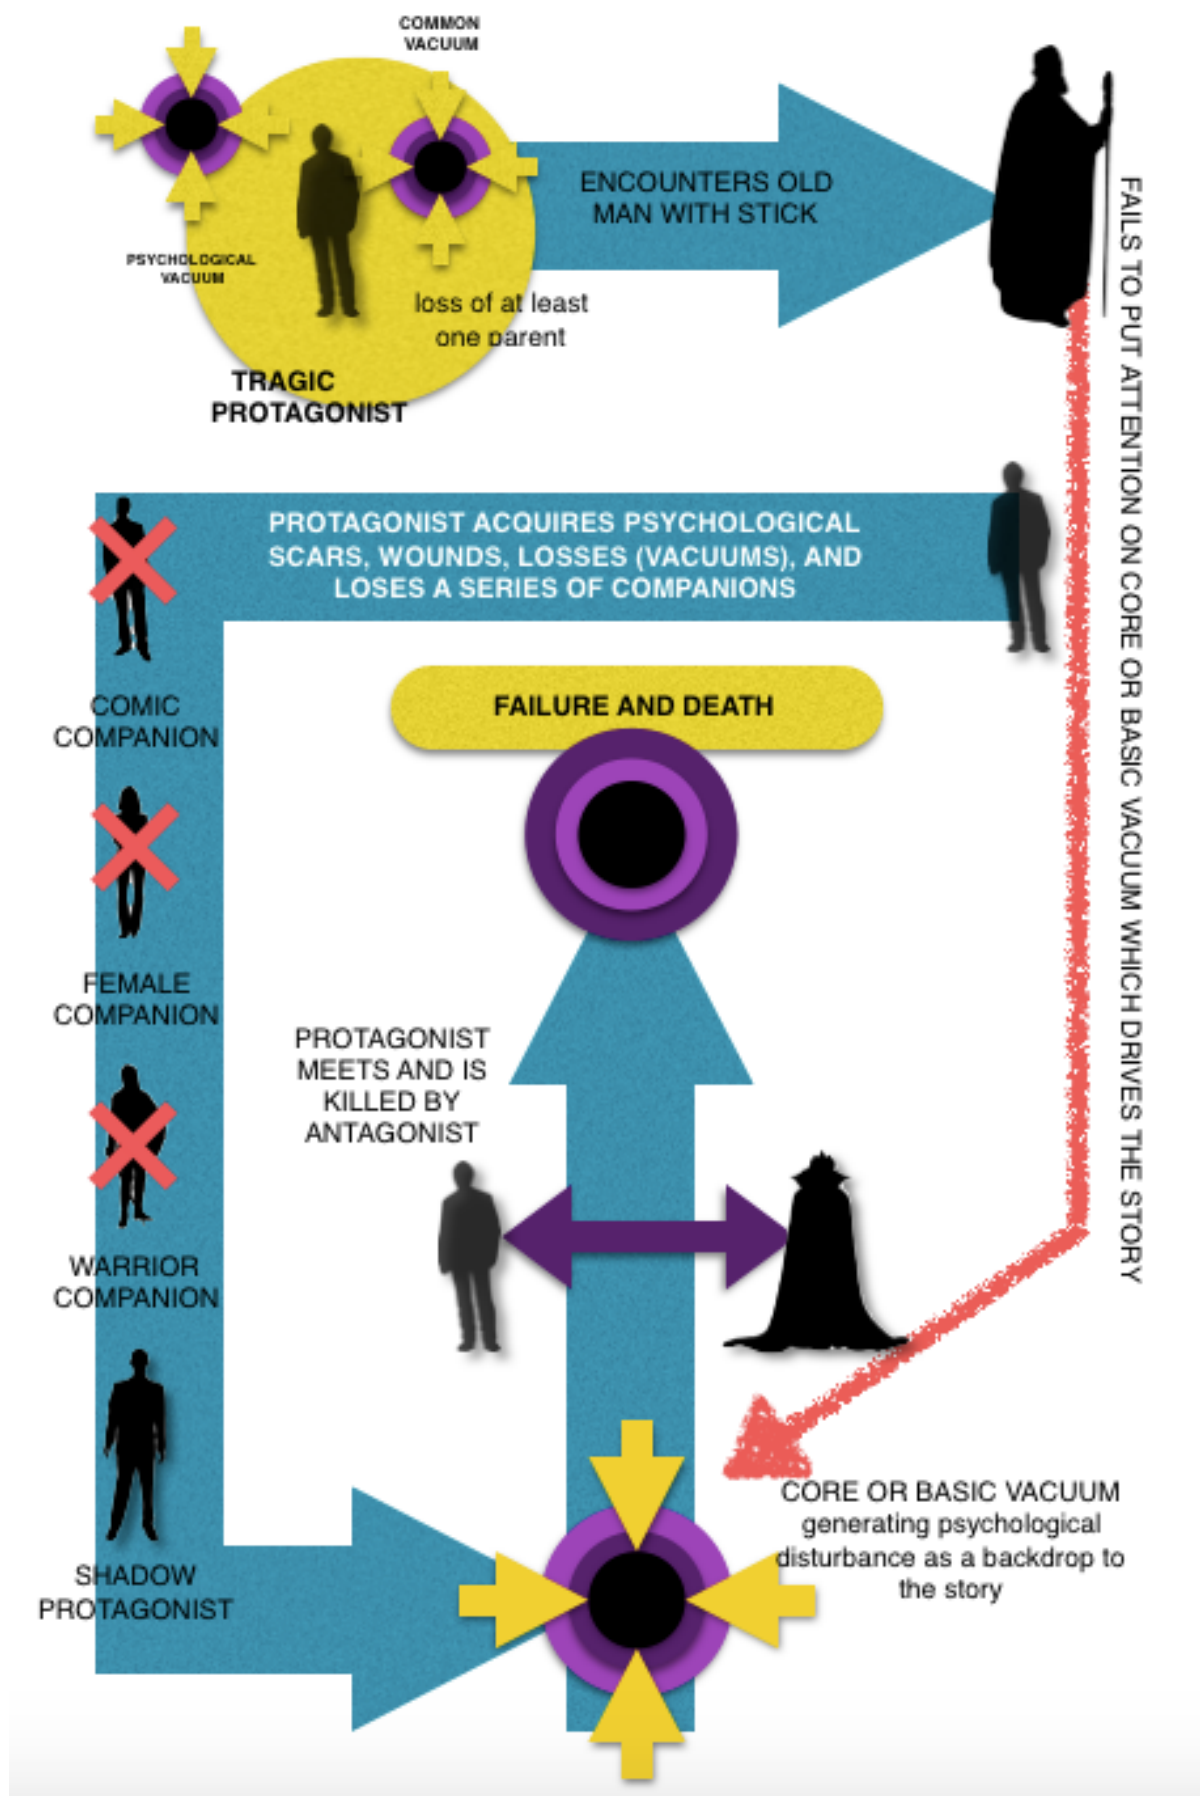 COMMON
VACUUM
ENCOUNTERS OLD
MAN WITH STICK
PSYCHOLOGICAL
VACUUM
loss of at least
one parent
TRAGIC
PROTAGONIST
FAILS TO PUT ATTENTION ON CORE OR BASIC VACUUM WHICH DRIVES THE STORY
PROTAGONIST ACQUIRES PSYCHOLOGICAL
SCARS, WOUNDS, LOSSES (VACUUMS), AND
LOSES A SERIES OF COMPANIONS
COMIC
COMPANION
FAILURE AND DEATH
FEMALE
COMPANION
PROTAGONIST
MEETS AND IS
KILLED BY
ANTAGONIST
WARRIOR
COMPANION
SHADOW
PROTAGONIST
CORE OR BASIC VACUUM
generating psychological
disturbance as a backdrop to
the story